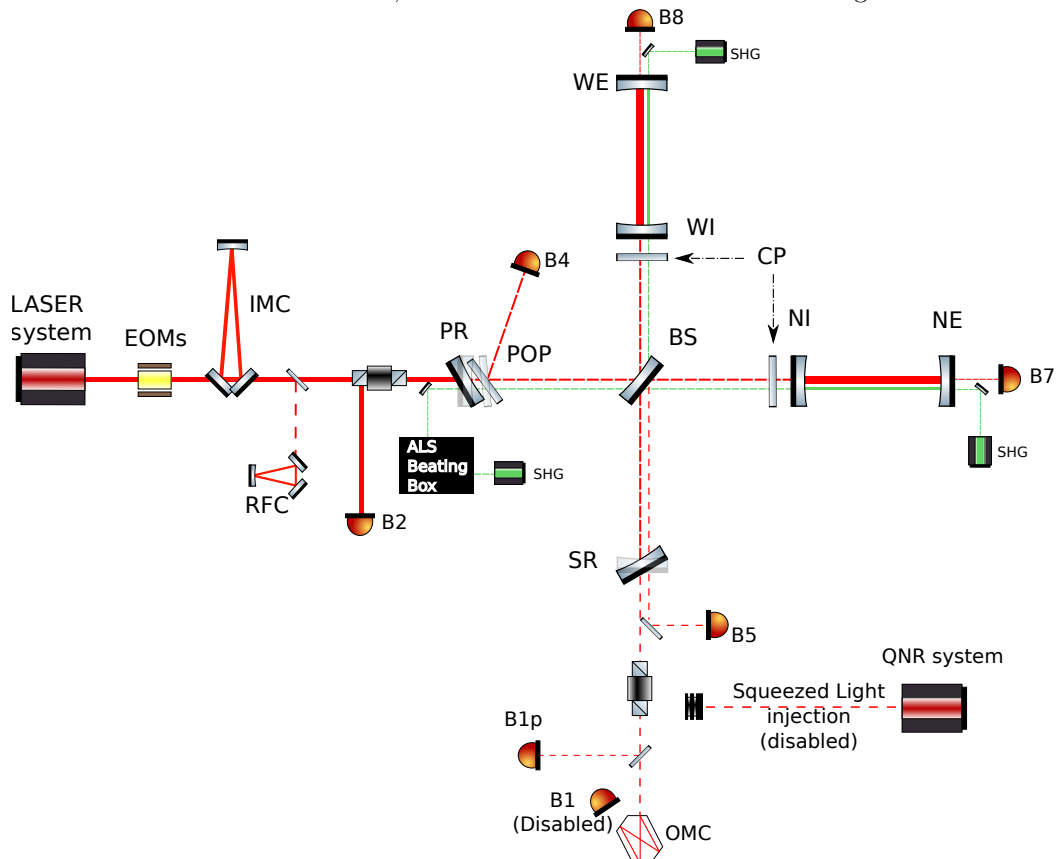 B8
SHG
WE
WI
CP
B4
LASER
system
IMC
EOMs
PR
POP
BS
NI
NE
B7
SHG
ALS
Beating
Box
SHG
RFC
B2
SR
B5
QNR system
Squeezed Light
injection
(disabled)
B1p
B1
(Disabled)
OMC